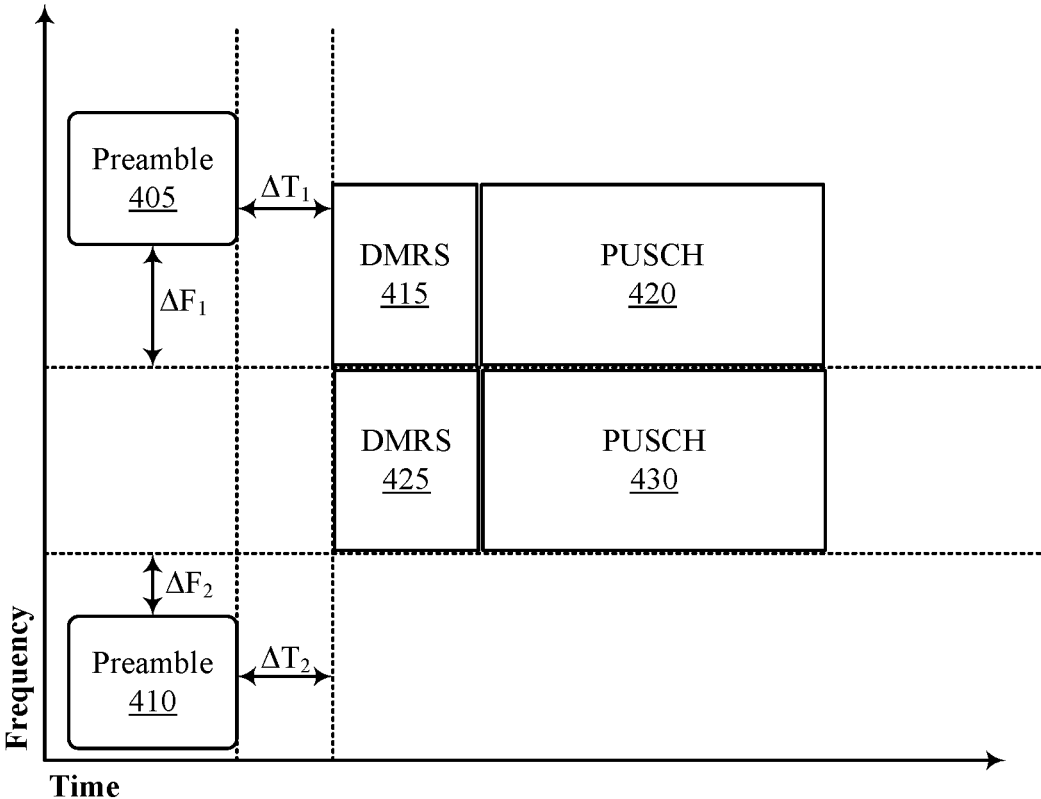 Preamble
405
ΔT₁
DMRS
415
PUSCH
420
ΔF₁
DMRS
425
PUSCH
430
ΔF₂
Preamble
410
ΔT₂
Frequency
Time